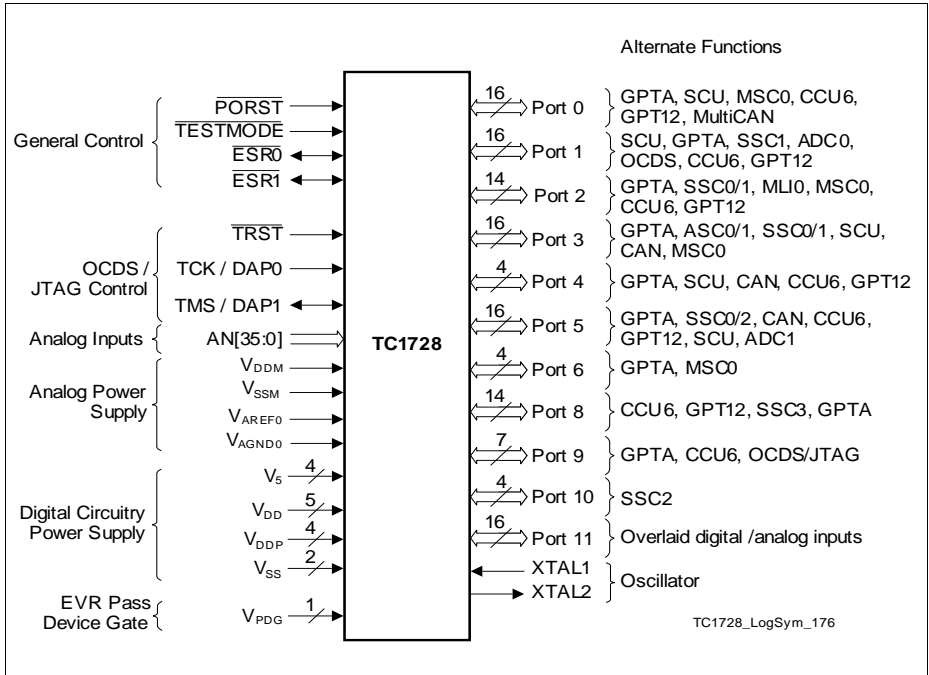 Alternate Functions
General Control
PORST
TESTMODE
ESR0
ESR1
OCDS /
JTAG Control
TRST
TCK / DAP0
TMS / DAP1
Analog Inputs
AN[35:0]
Analog Power
Supply
VDDM
VSSM
VAREF0
VAGND0
Digital Circuitry
Power Supply
V5 4
VDD 5
VDDP 4
VSS 2
EVR Pass
Device Gate
VPDG 1
TC1728
16 Port 0
GPTA, SCU, MSC0, CCU6,
GPT12, MultiCAN
16 Port 1
SCU, GPTA, SSC1, ADC0,
OCDS, CCU6, GPT12
14 Port 2
GPTA, SSC0/1, MLI0, MSC0,
CCU6, GPT12
16 Port 3
GPTA, ASC0/1, SSC0/1, SCU,
CAN, MSC0
4 Port 4
GPTA, SCU, CAN, CCU6, GPT12
16 Port 5
GPTA, SSC0/2, CAN, CCU6,
GPT12, SCU, ADC1
4 Port 6
GPTA, MSC0
14 Port 8
CCU6, GPT12, SSC3, GPTA
7 Port 9
GPTA, CCU6, OCDS/JTAG
4 Port 10
SSC2
16 Port 11
Overlaid digital /analog inputs
XTAL1
XTAL2
Oscillator
TC1728_LogSym_176